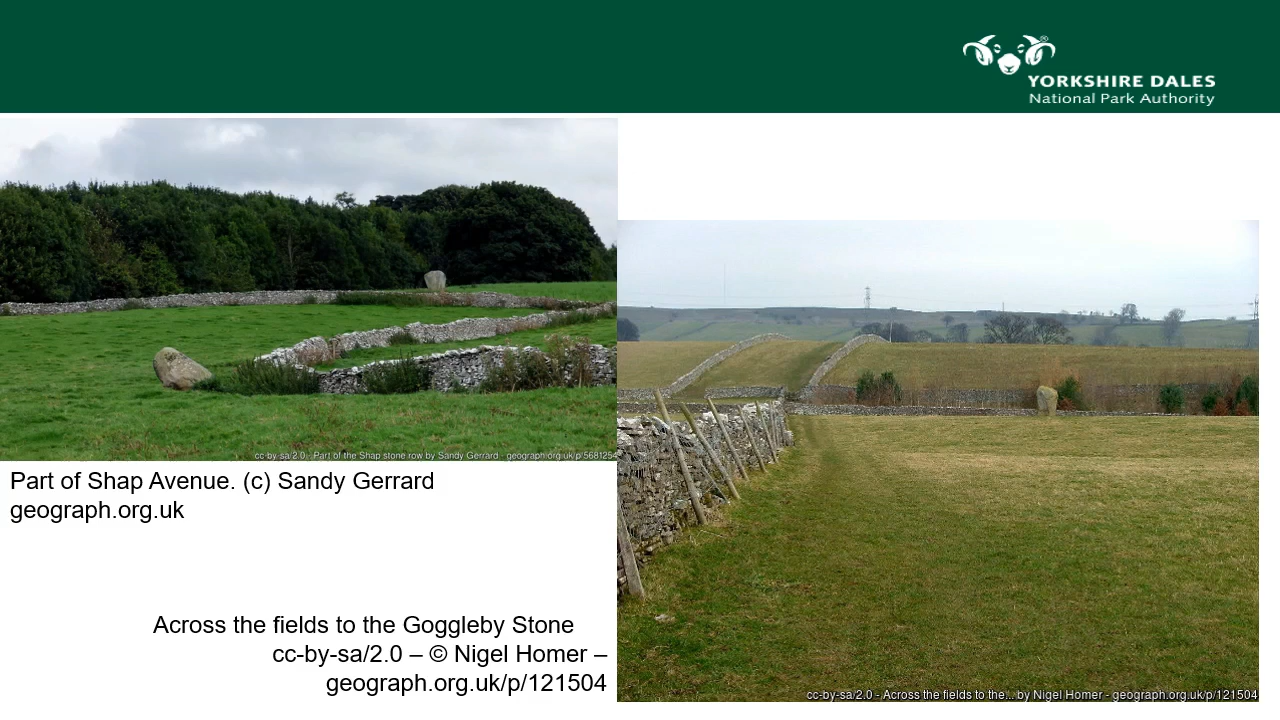 YORKSHIRE DALES
National Park Authority
cc-by-sa/2.0 - Part of the Shap stone row by Sandy Gerrard - geograph.org.uk/p/5681254
Part of Shap Avenue. (c) Sandy Gerrard
geograph.org.uk
Across the fields to the Goggleby Stone
cc-by-sa/2.0 – © Nigel Homer –
geograph.org.uk/p/121504
cc-by-sa/2.0 - Across the fields to the... by Nigel Homer - geograph.org.uk/p/121504